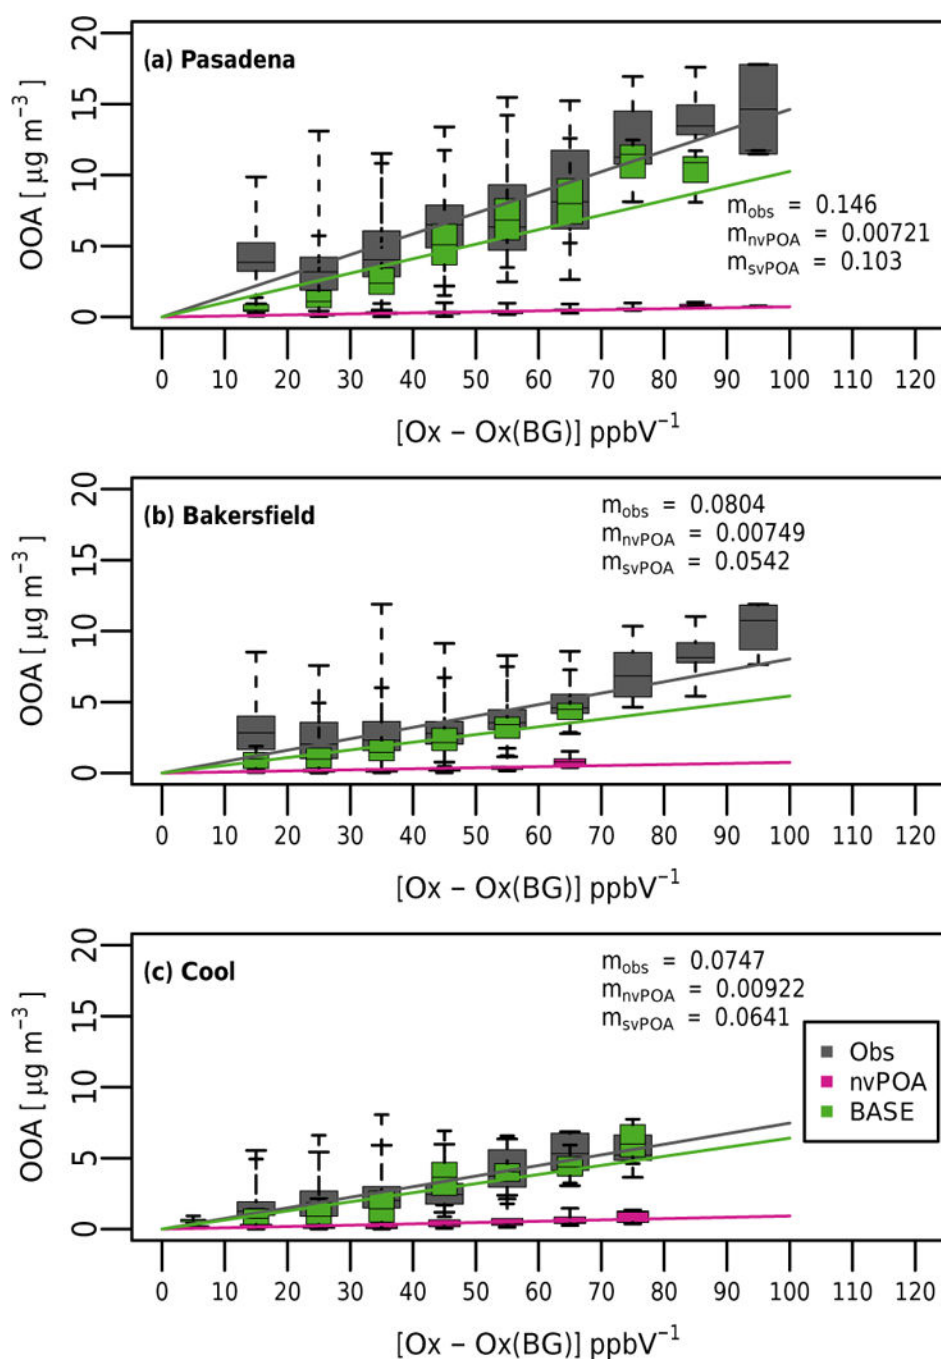 (a) Pasadena
OOA [ μg m⁻³ ]
0 5 10 15 20
m_obs = 0.146
m_nvPOA = 0.00721
m_svPOA = 0.103
0 10 20 30 40 50 60 70 80 90 100 110 120
[Ox − Ox(BG)] ppbV⁻¹
(b) Bakersfield
OOA [ μg m⁻³ ]
0 5 10 15 20
m_obs = 0.0804
m_nvPOA = 0.00749
m_svPOA = 0.0542
0 10 20 30 40 50 60 70 80 90 100 110 120
[Ox − Ox(BG)] ppbV⁻¹
(c) Cool
OOA [ μg m⁻³ ]
0 5 10 15 20
m_obs = 0.0747
m_nvPOA = 0.00922
m_svPOA = 0.0641
Obs
nvPOA
BASE
0 10 20 30 40 50 60 70 80 90 100 110 120
[Ox − Ox(BG)] ppbV⁻¹